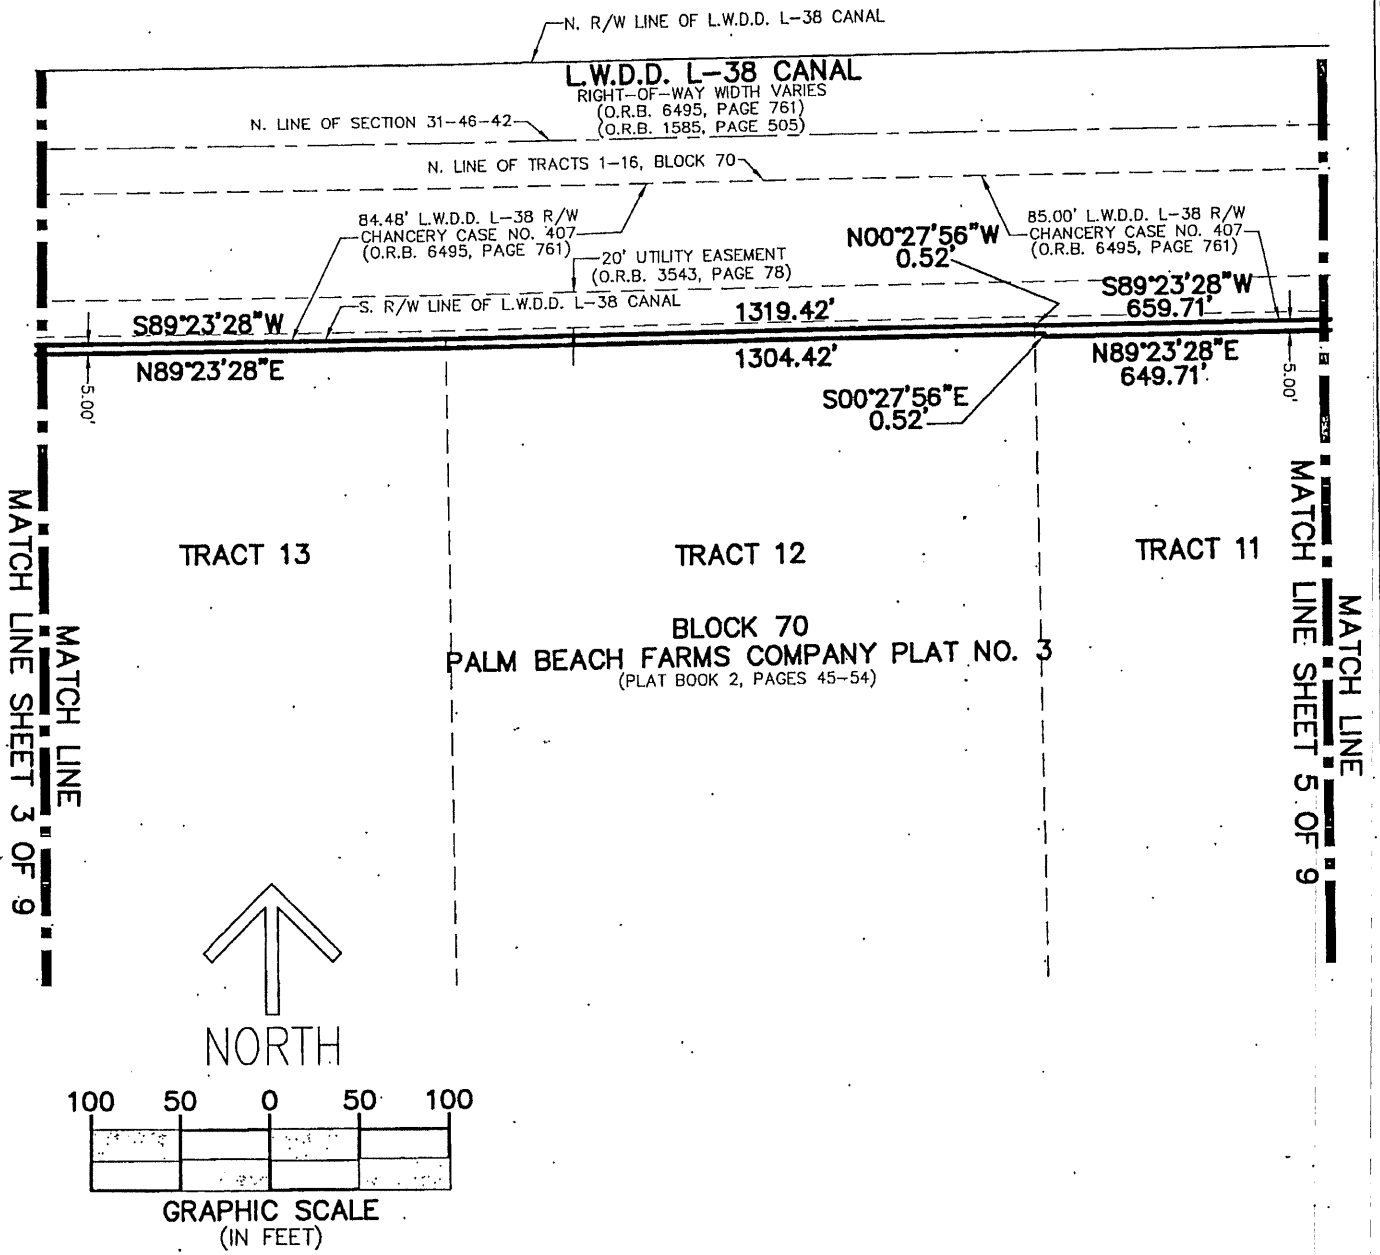 N. R/W LINE OF L.W.D.D. L-38 CANAL
L.W.D.D. L-38 CANAL
RIGHT-OF-WAY WIDTH VARIES
(O.R.B. 6495, PAGE 761)
(O.R.B. 1585, PAGE 505)
N. LINE OF SECTION 31-46-42
N. LINE OF TRACTS 1-16, BLOCK 70
84.48' L.W.D.D. L-38 R/W
CHANCERY CASE NO. 407
(O.R.B. 6495, PAGE 761)
20' UTILITY EASEMENT
(O.R.B. 3543, PAGE 78)
N00°27'56"W
0.52'
85.00' L.W.D.D. L-38 R/W
CHANCERY CASE NO. 407
(O.R.B. 6495, PAGE 761)
S. R/W LINE OF L.W.D.D. L-38 CANAL
S89°23'28"W
1319.42'
S89°23'28"W
659.71'
N89°23'28"E
1304.42'
N89°23'28"E
649.71'
5.00'
5.00'
S00°27'56"E
0.52'
TRACT 13
TRACT 12
TRACT 11
BLOCK 70
PALM BEACH FARMS COMPANY PLAT NO. 3
(PLAT BOOK 2, PAGES 45-54)
MATCH LINE SHEET 3 OF 9
MATCH LINE
MATCH LINE SHEET 5 OF 9
MATCH LINE
NORTH
100 50 0 50 100
GRAPHIC SCALE
(IN FEET)